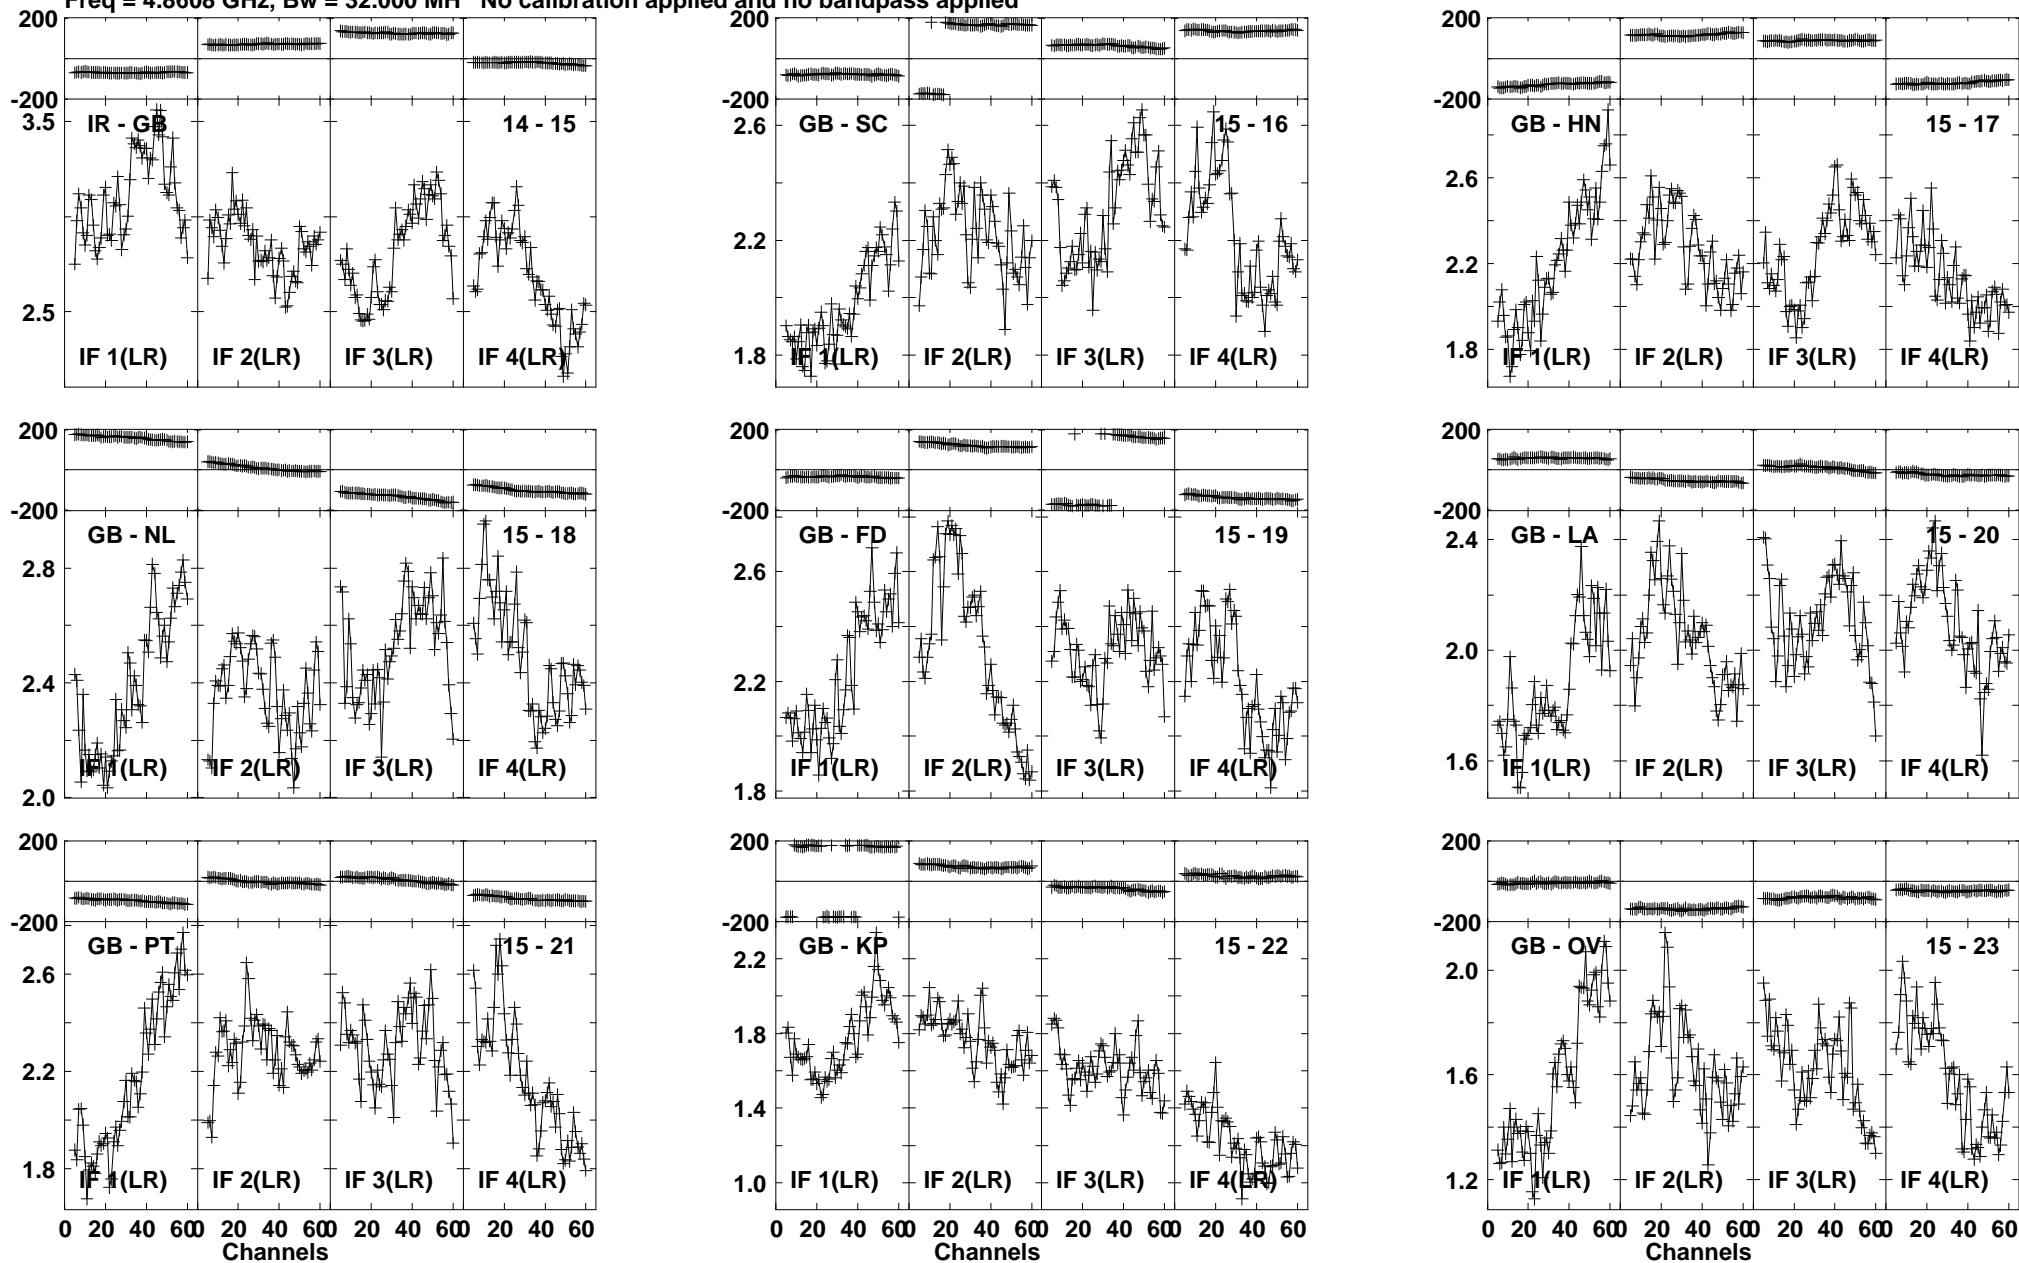 Freq = 4.8608 GHz, Bw = 32.000 MH No calibration applied and no bandpass applied
200 200 200
-200 -200 -200
3.5 IR - GB 14 - 15 2.6 GB - SC 15 - 16 GB - HN 15 - 17
2.6
2.2 2.2
2.5
IF 1(LR) IF 2(LR) IF 3(LR) IF 4(LR) 1.8 IF 1(LR) IF 2(LR) IF 3(LR) IF 4(LR) 1.8 IF 1(LR) IF 2(LR) IF 3(LR) IF 4(LR)
200 200 200
-200 -200 -200
GB - NL 15 - 18 GB - FD 15 - 19 2.4 GB - LA 15 - 20
2.8 2.6
2.4 2.2 2.0
IF 1(LR) IF 2(LR) IF 3(LR) IF 4(LR) IF 1(LR) IF 2(LR) IF 3(LR) IF 4(LR) 1.6 IF 1(LR) IF 2(LR) IF 3(LR) IF 4(LR)
2.0 1.8
200 200 200
-200 -200 -200
GB - PT 15 - 21 2.2 GB - KP 15 - 22 GB - OV 15 - 23
2.6 2.0
1.8
2.2 1.6
1.4
1.8 IF 1(LR) IF 2(LR) IF 3(LR) IF 4(LR) 1.0 IF 1(LR) IF 2(LR) IF 3(LR) IF 4(LR) 1.2 IF 1(LR) IF 2(LR) IF 3(LR) IF 4(LR)
0 20 40 60 0 20 40 60 0 20 40 60 0 20 40 60 0 20 40 60 0 20 40 60 0 20 40 60 0 20 40 60 0 20 40 60 0 20 40 60 0 20 40 60 0 20 40 60
Channels Channels Channels